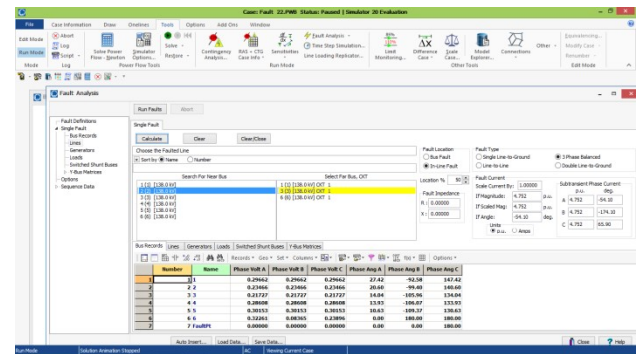 Case: Fault 22.PWB Status: Paused | Simulator 20 Evaluation
File Case Information Draw Onelines Tools Options Add Ons Window
Edit Mode
Run Mode
Abort
Log
Script
Solve Power Flow - Newton
Simulator Options...
Solve
Restore
Contingency Analysis...
RAS + CTG Case Info
Sensitivities
Fault Analysis
Time Step Simulation...
Line Loading Replicator...
Limit Monitoring...
Difference Case
Scale Case...
Model Explorer...
Connections
Other
Equivalencing...
Modify Case
Renumber
Mode Log Power Flow Tools Run Mode Other Tools Edit Mode
Fault Analysis
Run Faults Abort
Fault Definitions
Single Fault
Bus Records
Lines
Generators
Loads
Switched Shunt Buses
Y-Bus Matrices
Options
Sequence Data
Single Fault
Calculate Clear Clear/Close
Choose the Faulted Line
Sort by Name Number
Search For Near Bus Select Far Bus, CKT
1 (1) [138.0 kV]
3 (3) [138.0 kV]
4 (4) [138.0 kV]
5 (5) [138.0 kV]
6 (6) [138.0 kV]
1 (1) [138.0 kV] CKT 1
3 (3) [138.0 kV] CKT 1
6 (6) [138.0 kV] CKT 1
Fault Location
Bus Fault
In-Line Fault
Location % 50
Fault Impedance
R : 0.00000
X : 0.00000
Fault Type
Single Line-to-Ground 3 Phase Balanced
Line-to-Line Double Line-to-Ground
Fault Current
Scale Current By: 1.00000
If Magnitude: 4.752 p.u.
If Scaled Mag: 4.752 p.u.
If Angle: -54.10 deg.
Units
p.u. Amps
Subtransient Phase Current
p.u. deg.
A 4.752 -54.10
B 4.752 -174.10
C 4.752 65.90
Bus Records Lines Generators Loads Switched Shunt Buses Y-Bus Matrices
Records Geo Set Columns Options
Number Name Phase Volt A Phase Volt B Phase Volt C Phase Ang A Phase Ang B Phase Ang C
1 1 1 0.29662 0.29662 0.29662 27.42 -92.58 147.42
2 2 2 0.23466 0.23466 0.23466 20.60 -99.40 140.60
3 3 3 0.21727 0.21727 0.21727 14.04 -105.96 134.04
4 4 4 0.28608 0.28608 0.28608 13.93 -106.07 133.93
5 5 5 0.30153 0.30153 0.30153 10.63 -109.37 130.63
6 6 6 0.32261 0.08365 0.23896 0.00 180.00 180.00
7 7 FaultPt 0.00000 0.00000 0.00000 0.00 0.00 0.00
Auto Insert... Load Data... Save Data... Close Help
Run Mode Solution Animation Stopped AC Viewing Current Case